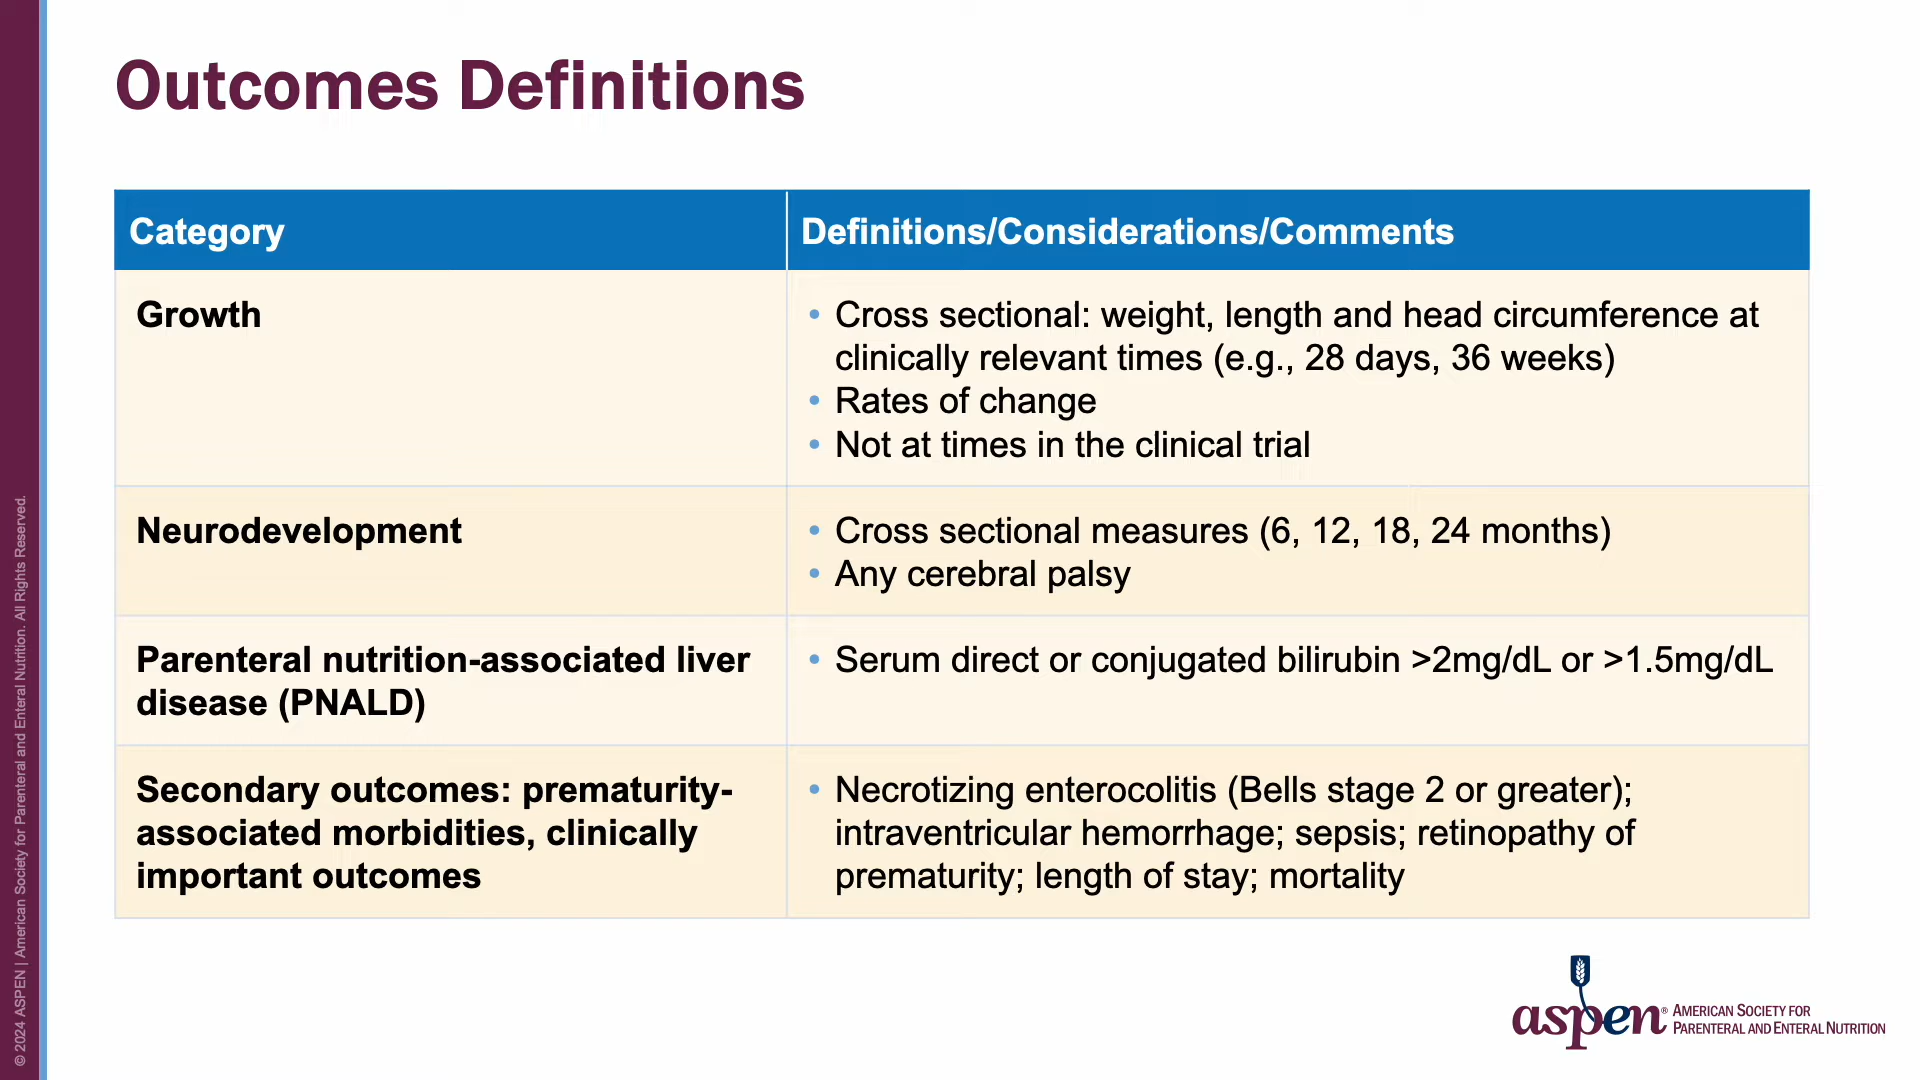 Outcomes Definitions
Category
Definitions/Considerations/Comments
Growth
• Cross sectional: weight, length and head circumference at
clinically relevant times (e.g., 28 days, 36 weeks)
• Rates of change
• Not at times in the clinical trial
Neurodevelopment
• Cross sectional measures (6, 12, 18, 24 months)
• Any cerebral palsy
Parenteral nutrition-associated liver
disease (PNALD)
• Serum direct or conjugated bilirubin >2mg/dL or >1.5mg/dL
Secondary outcomes: prematurity-
associated morbidities, clinically
important outcomes
• Necrotizing enterocolitis (Bells stage 2 or greater);
intraventricular hemorrhage; sepsis; retinopathy of
prematurity; length of stay; mortality
© 2024 ASPEN | American Society for Parenteral and Enteral Nutrition. All Rights Reserved.
aspen®
AMERICAN SOCIETY FOR
PARENTERAL AND ENTERAL NUTRITION